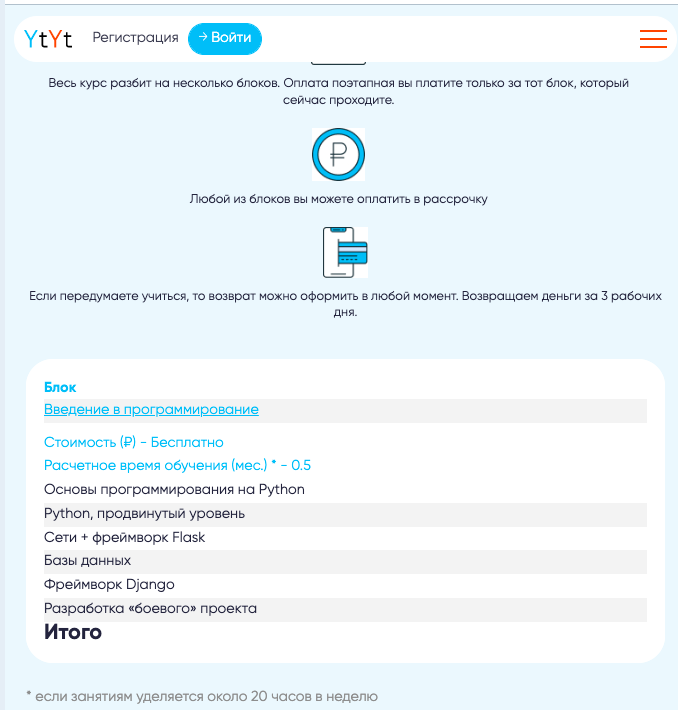 YtYt Регистрация → Войти
Весь курс разбит на несколько блоков. Оплата поэтапная вы платите только за тот блок, который
сейчас проходите.
₽
Любой из блоков вы можете оплатить в рассрочку
Если передумаете учиться, то возврат можно оформить в любой момент. Возвращаем деньги за 3 рабочих
дня.
Блок
Введение в программирование
Стоимость (₽) - Бесплатно
Расчетное время обучения (мес.) * - 0.5
Основы программирования на Python
Python, продвинутый уровень
Сети + фреймворк Flask
Базы данных
Фреймворк Django
Разработка «боевого» проекта
Итого
* если занятиям уделяется около 20 часов в неделю